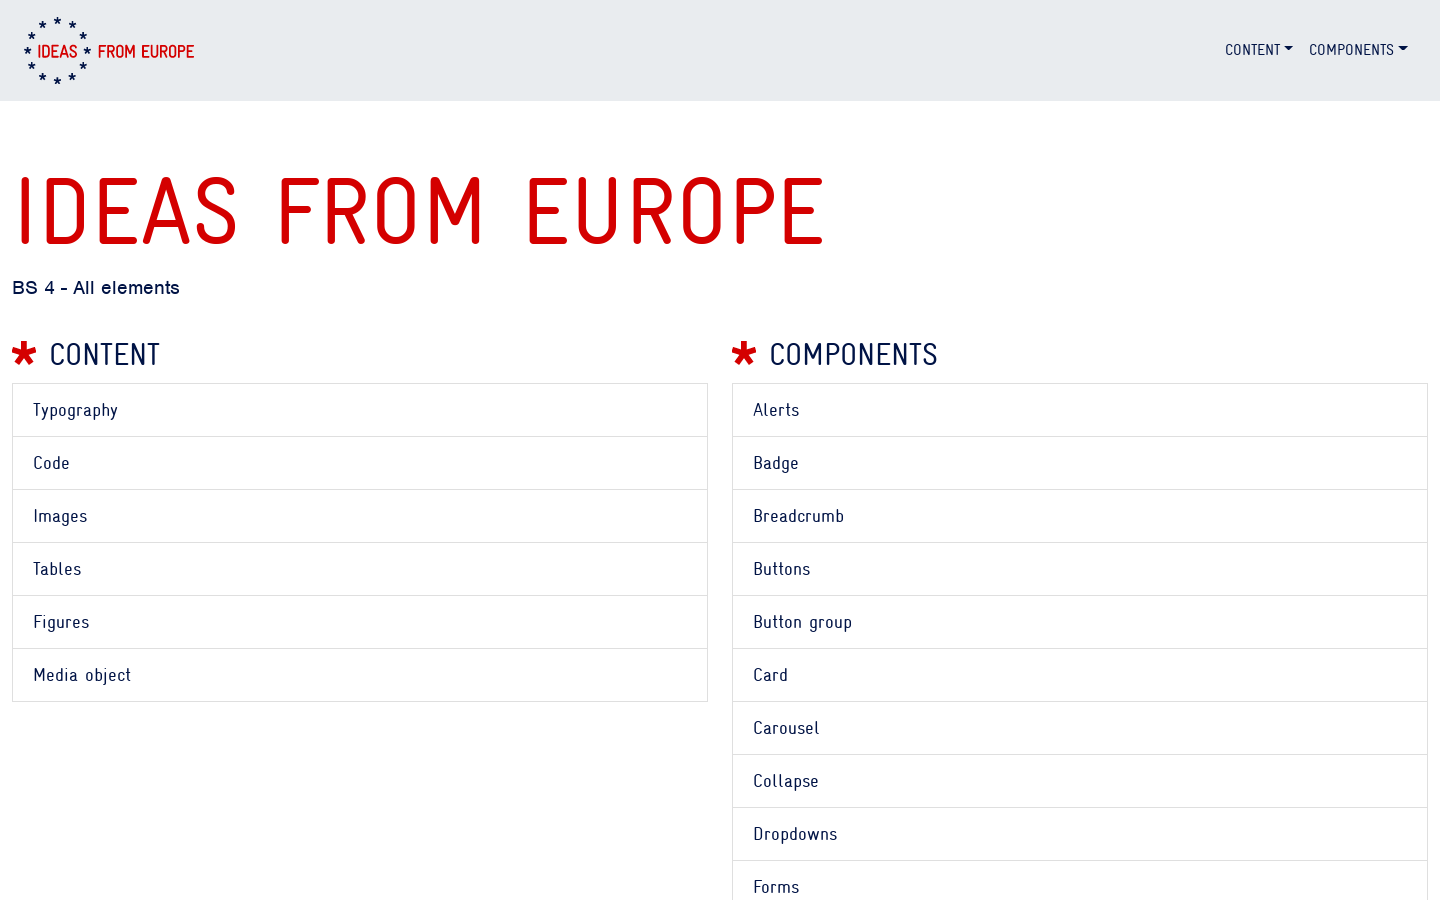 IDEAS FROM EUROPE
CONTENT
COMPONENTS
IDEAS FROM EUROPE
BS 4 - All elements
* CONTENT
Typography
Code
Images
Tables
Figures
Media object
* COMPONENTS
Alerts
Badge
Breadcrumb
Buttons
Button group
Card
Carousel
Collapse
Dropdowns
Forms